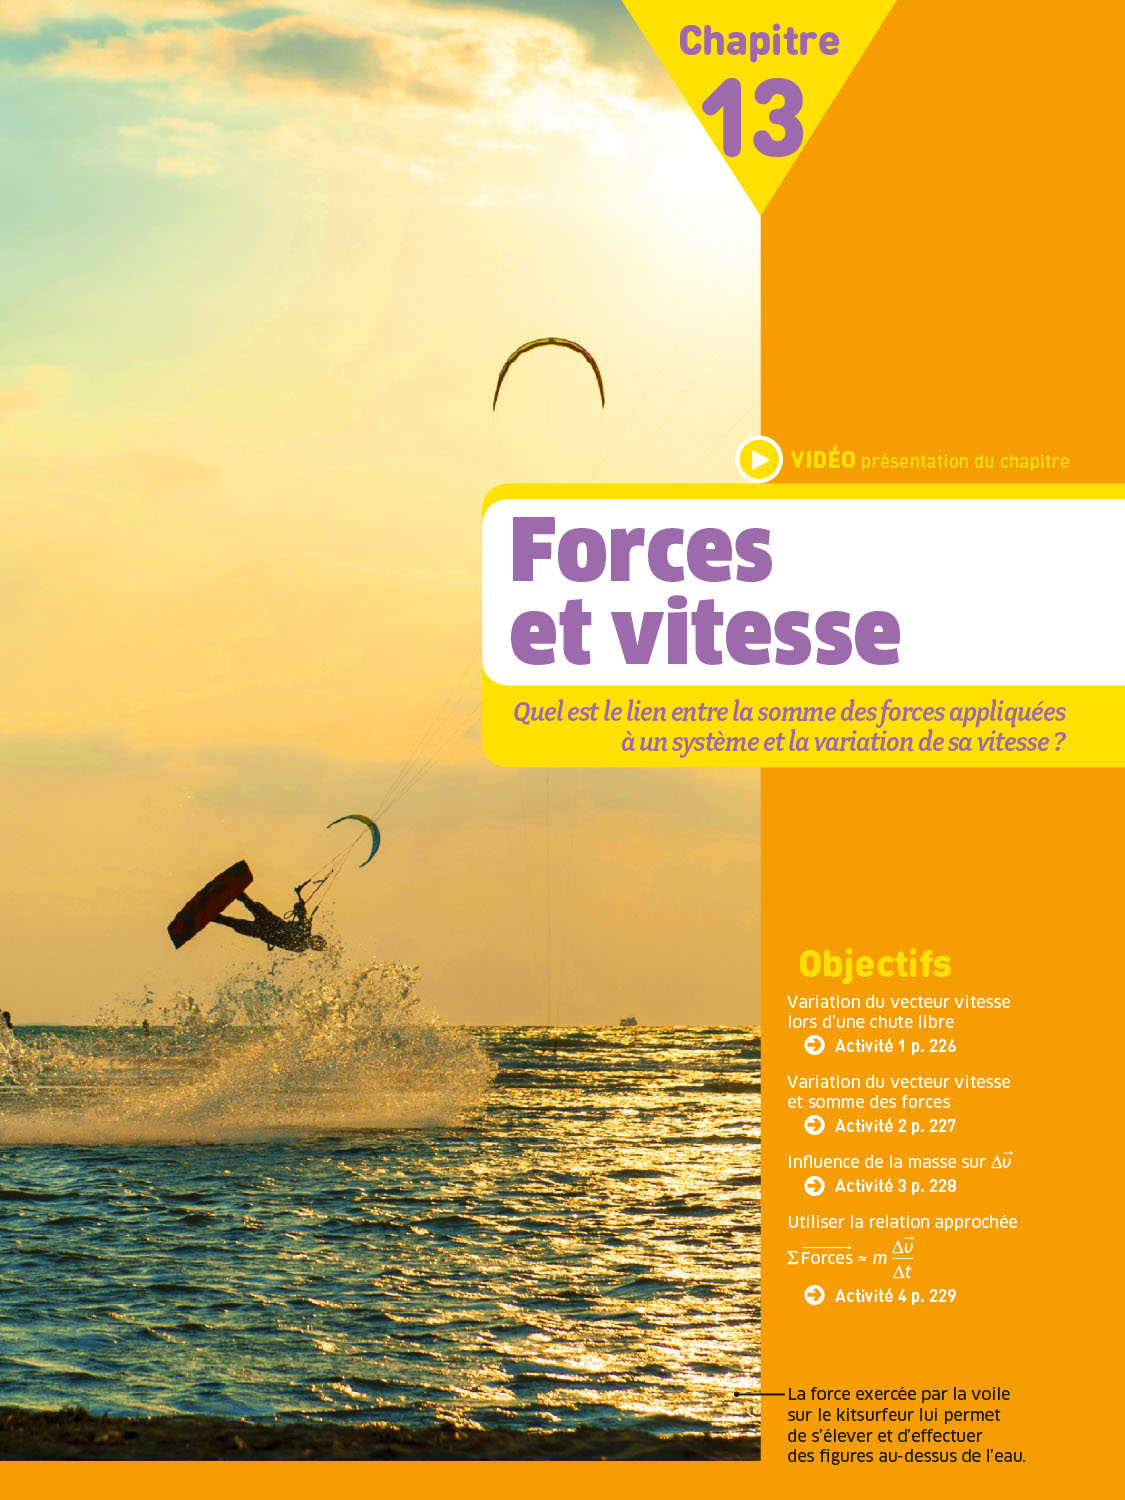 Chapitre
13
VIDÉO présentation du chapitre
Forces
et vitesse
Quel est le lien entre la somme des forces appliquées
à un système et la variation de sa vitesse ?
Objectifs
Variation du vecteur vitesse
lors d'une chute libre
Activité 1 p. 226
Variation du vecteur vitesse
et somme des forces
Activité 2 p. 227
Influence de la masse sur Δv⃗
Activité 3 p. 228
Utiliser la relation approchée
Σ Forces ≈ m Δv⃗ / Δt
Activité 4 p. 229
La force exercée par la voile
sur le kitsurfeur lui permet
de s'élever et d'effectuer
des figures au-dessus de l'eau.